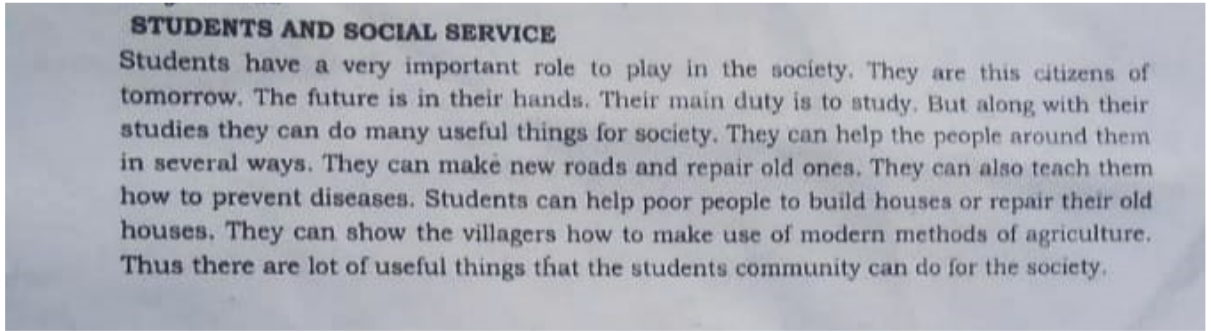 STUDENTS AND SOCIAL SERVICE
Students have a very important role to play in the society. They are this citizens of
tomorrow. The future is in their hands. Their main duty is to study. But along with their
studies they can do many useful things for society. They can help the people around them
in several ways. They can make new roads and repair old ones. They can also teach them
how to prevent diseases. Students can help poor people to build houses or repair their old
houses. They can show the villagers how to make use of modern methods of agriculture.
Thus there are lot of useful things that the students community can do for the society.